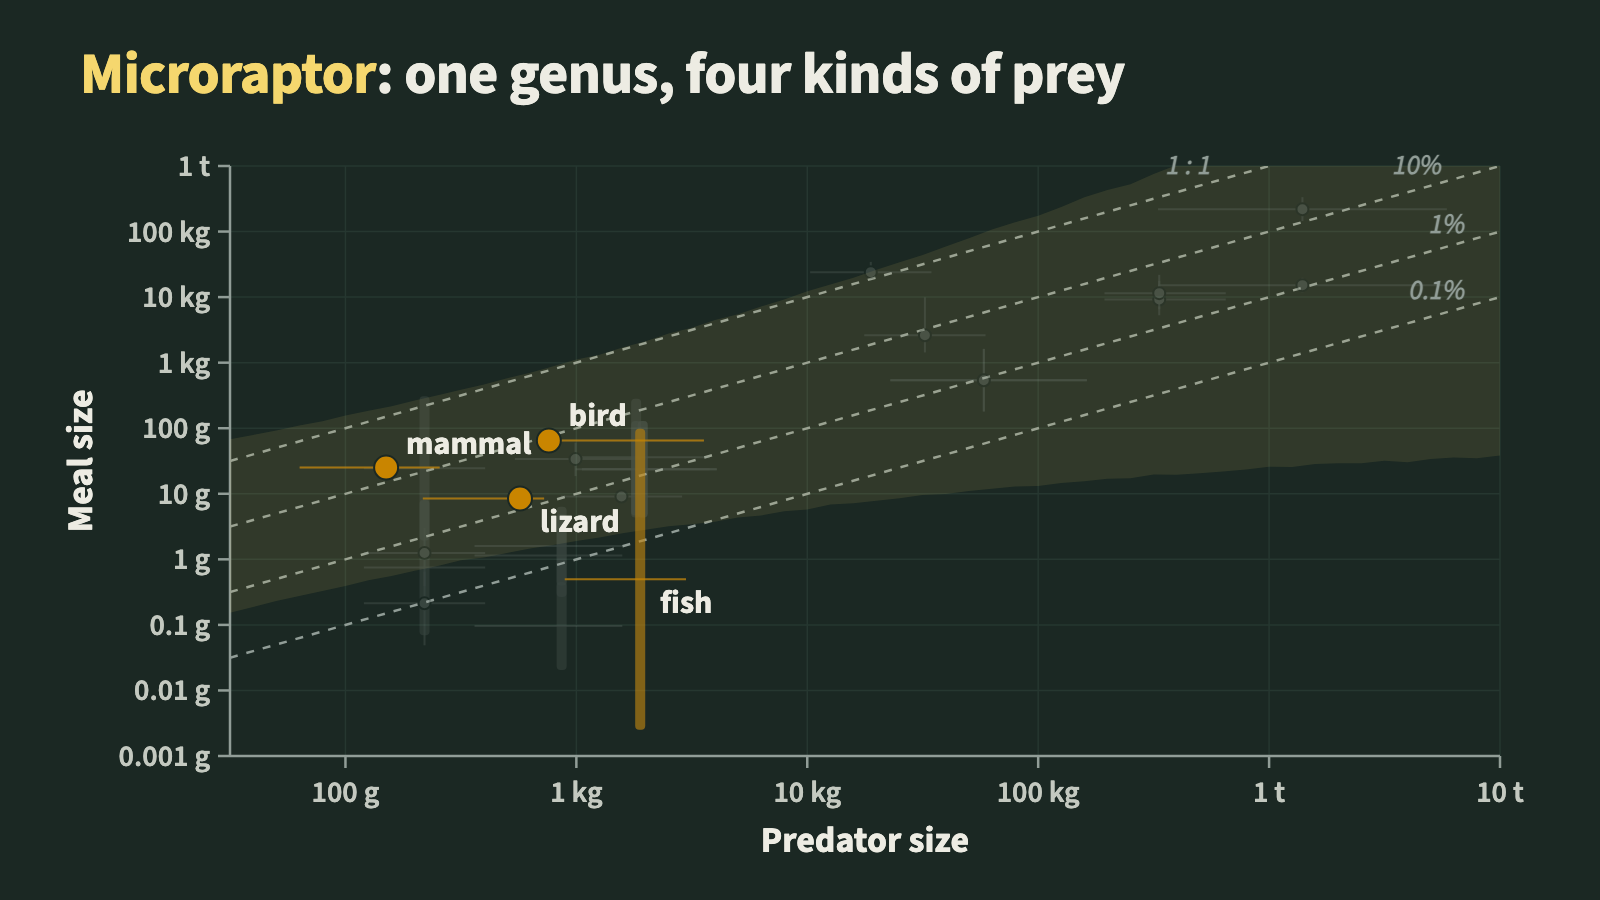 Microraptor: one genus, four kinds of prey
1 t
100 kg
10 kg
1 kg
100 g
10 g
1 g
0.1 g
0.01 g
0.001 g
Meal size
1 : 1
10%
1%
0.1%
bird
mammal
lizard
fish
100 g
1 kg
10 kg
100 kg
1 t
10 t
Predator size